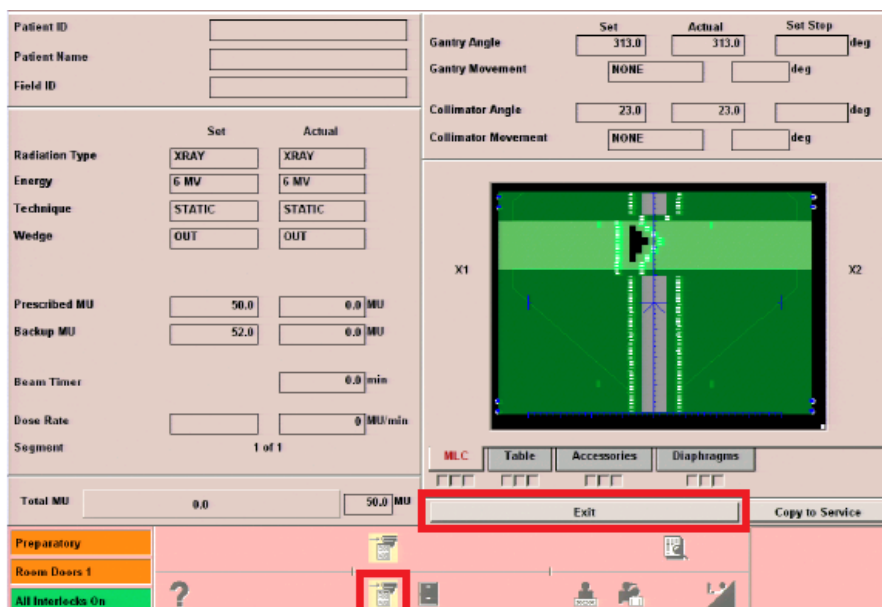 Patient ID
Patient Name
Field ID
Set Actual
Radiation Type XRAY XRAY
Energy 6 MV 6 MV
Technique STATIC STATIC
Wedge OUT OUT
Prescribed MU 50.0 0.0 MU
Backup MU 52.0 0.0 MU
Beam Timer 0.0 min
Dose Rate 0 MU/min
Segment 1 of 1
Total MU 0.0 50.0 MU
Set Actual Set Step
Gantry Angle 313.0 313.0 deg
Gantry Movement NONE deg
Collimator Angle 23.0 23.0 deg
Collimator Movement NONE deg
X1 X2
MLC Table Accessories Diaphragms
Exit Copy to Service
Preparatory
Room Doors 1
All Interlocks On
?